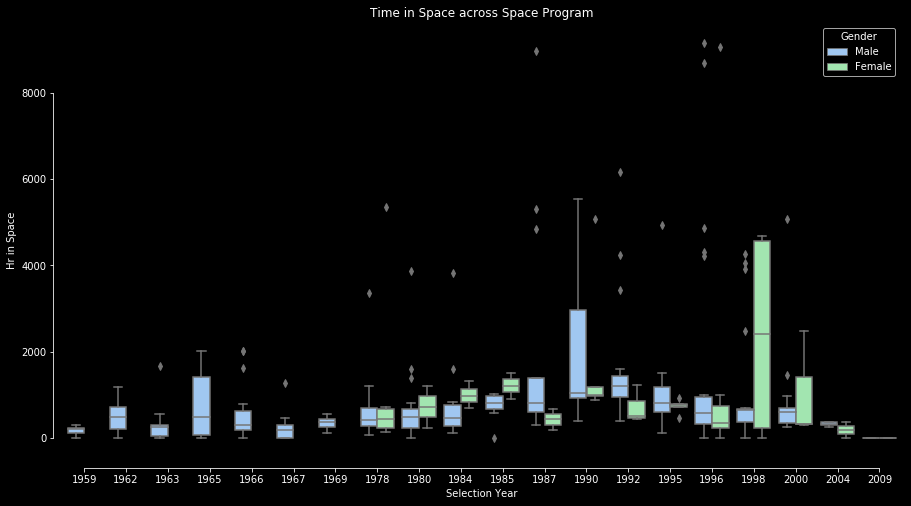 Time in Space across Space Program
Gender
Male
Female
8000
6000
4000
2000
0
Hr in Space
1959 1962 1963 1965 1966 1967 1969 1978 1980 1984 1985 1987 1990 1992 1995 1996 1998 2000 2004 2009
Selection Year